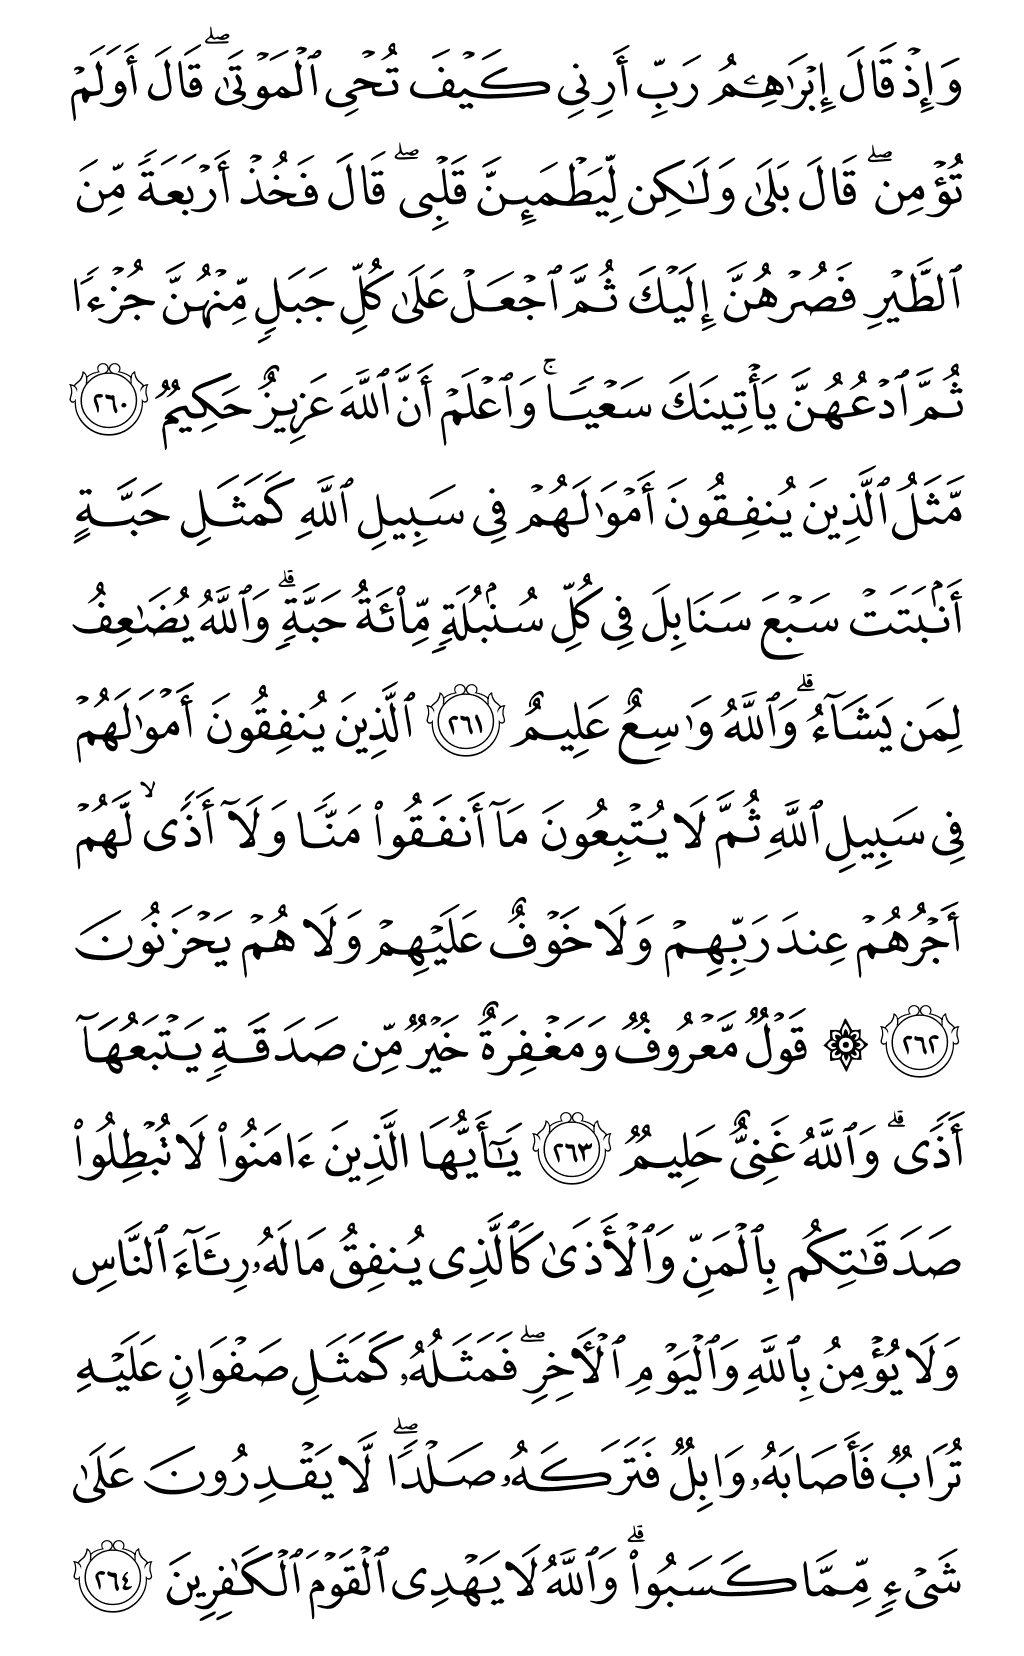 وَإِذۡ قَالَ إِبۡرَٰهِـۧمُ رَبِّ أَرِنِي كَيۡفَ تُحۡيِ ٱلۡمَوۡتَىٰۖ قَالَ أَوَلَمۡ
تُؤۡمِنۖ قَالَ بَلَىٰ وَلَٰكِن لِّيَطۡمَئِنَّ قَلۡبِيۖ قَالَ فَخُذۡ أَرۡبَعَةٗ مِّنَ
ٱلطَّيۡرِ فَصُرۡهُنَّ إِلَيۡكَ ثُمَّ ٱجۡعَلۡ عَلَىٰ كُلِّ جَبَلٖ مِّنۡهُنَّ جُزۡءٗا
ثُمَّ ٱدۡعُهُنَّ يَأۡتِينَكَ سَعۡيٗاۚ وَٱعۡلَمۡ أَنَّ ٱللَّهَ عَزِيزٌ حَكِيمٞ ٢٦٠
مَّثَلُ ٱلَّذِينَ يُنفِقُونَ أَمۡوَٰلَهُمۡ فِي سَبِيلِ ٱللَّهِ كَمَثَلِ حَبَّةٍ
أَنۢبَتَتۡ سَبۡعَ سَنَابِلَ فِي كُلِّ سُنۢبُلَةٖ مِّاْئَةُ حَبَّةٖۗ وَٱللَّهُ يُضَٰعِفُ
لِمَن يَشَآءُۗ وَٱللَّهُ وَٰسِعٌ عَلِيمٌ ٢٦١ ٱلَّذِينَ يُنفِقُونَ أَمۡوَٰلَهُمۡ
فِي سَبِيلِ ٱللَّهِ ثُمَّ لَا يُتۡبِعُونَ مَآ أَنفَقُواْ مَنّٗا وَلَآ أَذٗى لَّهُمۡ
أَجۡرُهُمۡ عِندَ رَبِّهِمۡ وَلَا خَوۡفٌ عَلَيۡهِمۡ وَلَا هُمۡ يَحۡزَنُونَ
٢٦٢ ۞ قَوۡلٞ مَّعۡرُوفٞ وَمَغۡفِرَةٌ خَيۡرٞ مِّن صَدَقَةٖ يَتۡبَعُهَآ
أَذٗىۗ وَٱللَّهُ غَنِيٌّ حَلِيمٞ ٢٦٣ يَٰٓأَيُّهَا ٱلَّذِينَ ءَامَنُواْ لَا تُبۡطِلُواْ
صَدَقَٰتِكُم بِٱلۡمَنِّ وَٱلۡأَذَىٰ كَٱلَّذِي يُنفِقُ مَالَهُۥ رِئَآءَ ٱلنَّاسِ
وَلَا يُؤۡمِنُ بِٱللَّهِ وَٱلۡيَوۡمِ ٱلۡأٓخِرِۖ فَمَثَلُهُۥ كَمَثَلِ صَفۡوَانٍ عَلَيۡهِ
تُرَابٞ فَأَصَابَهُۥ وَابِلٞ فَتَرَكَهُۥ صَلۡدٗاۖ لَّا يَقۡدِرُونَ عَلَىٰ
شَيۡءٖ مِّمَّا كَسَبُواْۗ وَٱللَّهُ لَا يَهۡدِي ٱلۡقَوۡمَ ٱلۡكَٰفِرِينَ ٢٦٤